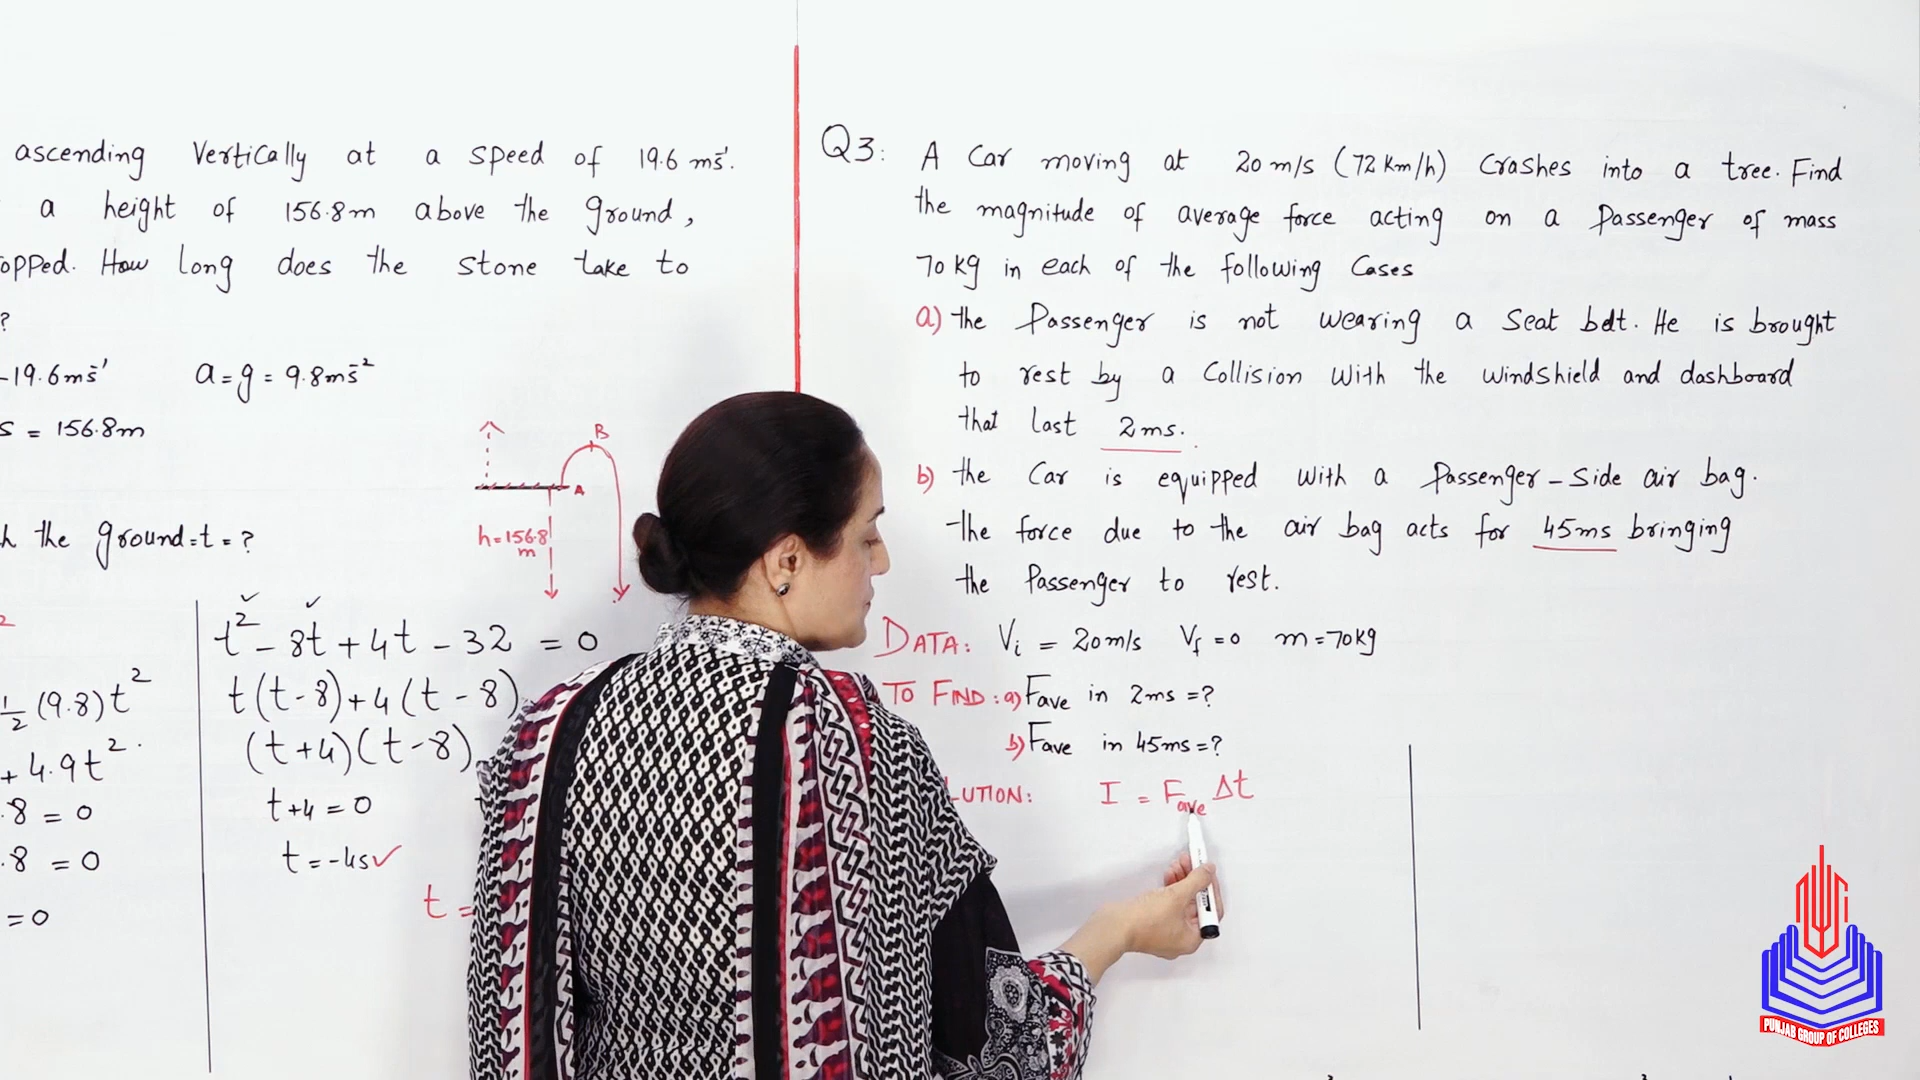 ascending Vertically at a speed of 19.6 ms⁻¹.
a height of 156.8m above the ground,
opped. How long does the stone take to
?
-19.6ms⁻¹ a = g = 9.8ms⁻²
s = 156.8m
B
A
h=156.8
m
h the ground=t=?
2
1/2 (9.8)t²
+ 4.9t².
.8 = 0
.8 = 0
=0
t² - 8t + 4t - 32 = 0
t(t-8)+4(t-8)
(t+4)(t-8)
t+4 = 0
t = -4s✓
t =
Q3: A Car moving at 20 m/s (72 Km/h) Crashes into a tree. Find
the magnitude of average force acting on a Passenger of mass
70 kg in each of the following Cases
a) the Passenger is not wearing a Seat belt. He is brought
to rest by a Collision with the windshield and dashboard
that last 2ms.
b) the Car is equipped with a Passenger-Side air bag.
The force due to the air bag acts for 45ms bringing
the Passenger to rest.
DATA: Vi = 20m/s Vf = 0 m = 70kg
TO FIND: a) Fave in 2ms =?
b) Fave in 45ms=?
LUTION: I = Fave Δt
PUNJAB GROUP OF COLLEGES